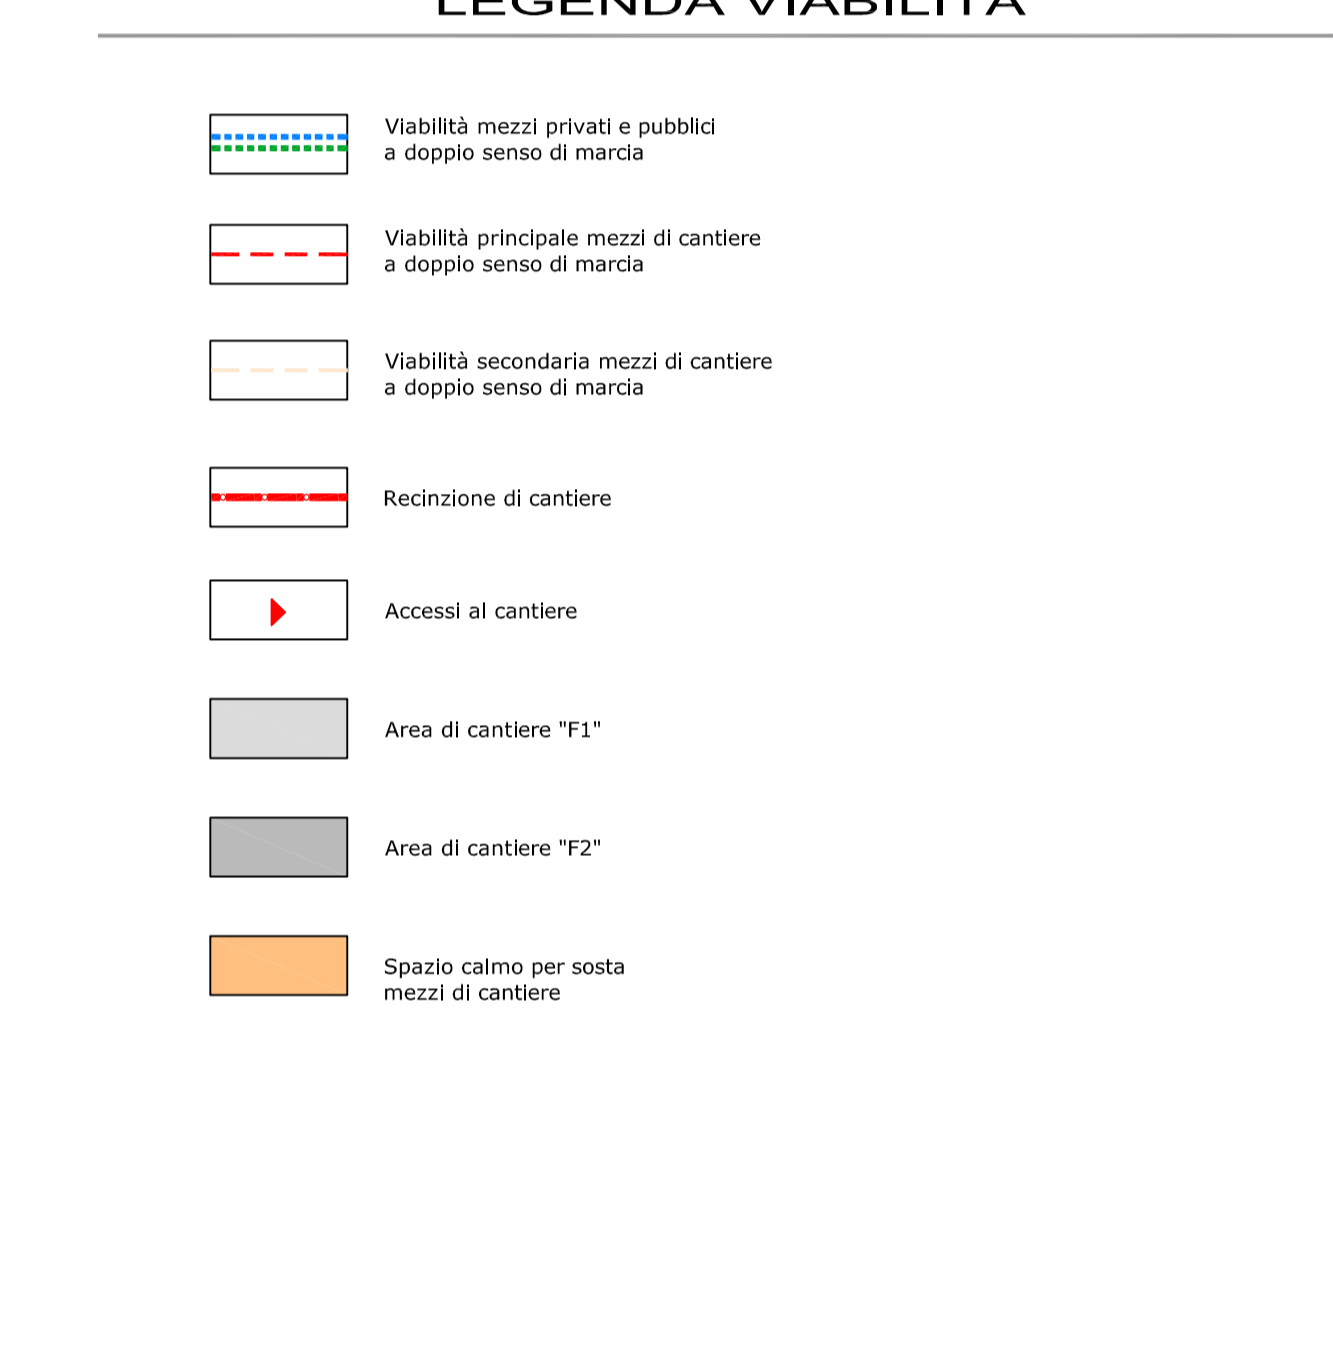 LEGENDA VIABILITÀ
Viabilità mezzi privati e pubblici
a doppio senso di marcia
Viabilità principale mezzi di cantiere
a doppio senso di marcia
Viabilità secondaria mezzi di cantiere
a doppio senso di marcia
Recinzione di cantiere
Accessi al cantiere
Area di cantiere "F1"
Area di cantiere "F2"
Spazio calmo per sosta
mezzi di cantiere